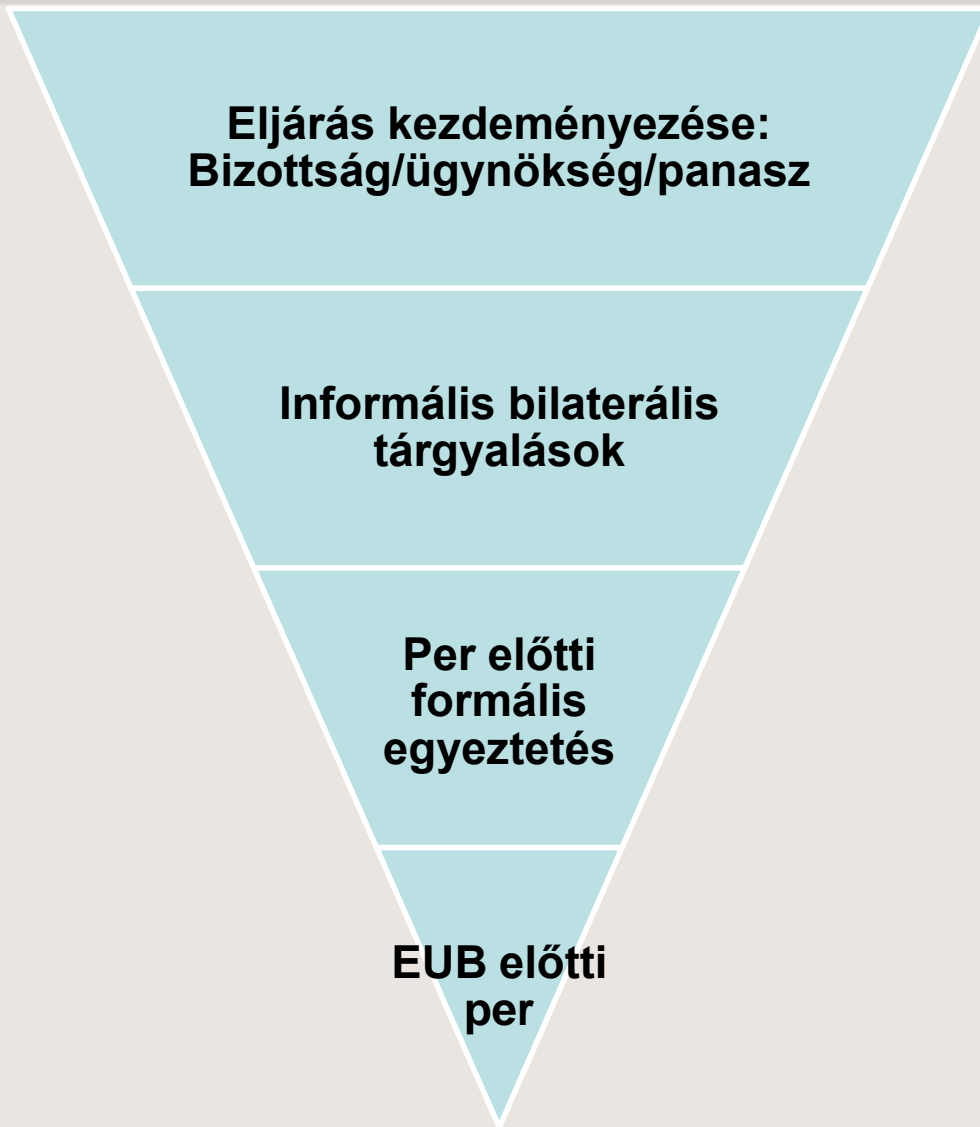 Eljárás kezdeményezése:
Bizottság/ügynökség/panasz
Informális bilaterális
tárgyalások
Per előtti
formális
egyeztetés
EUB előtti
per